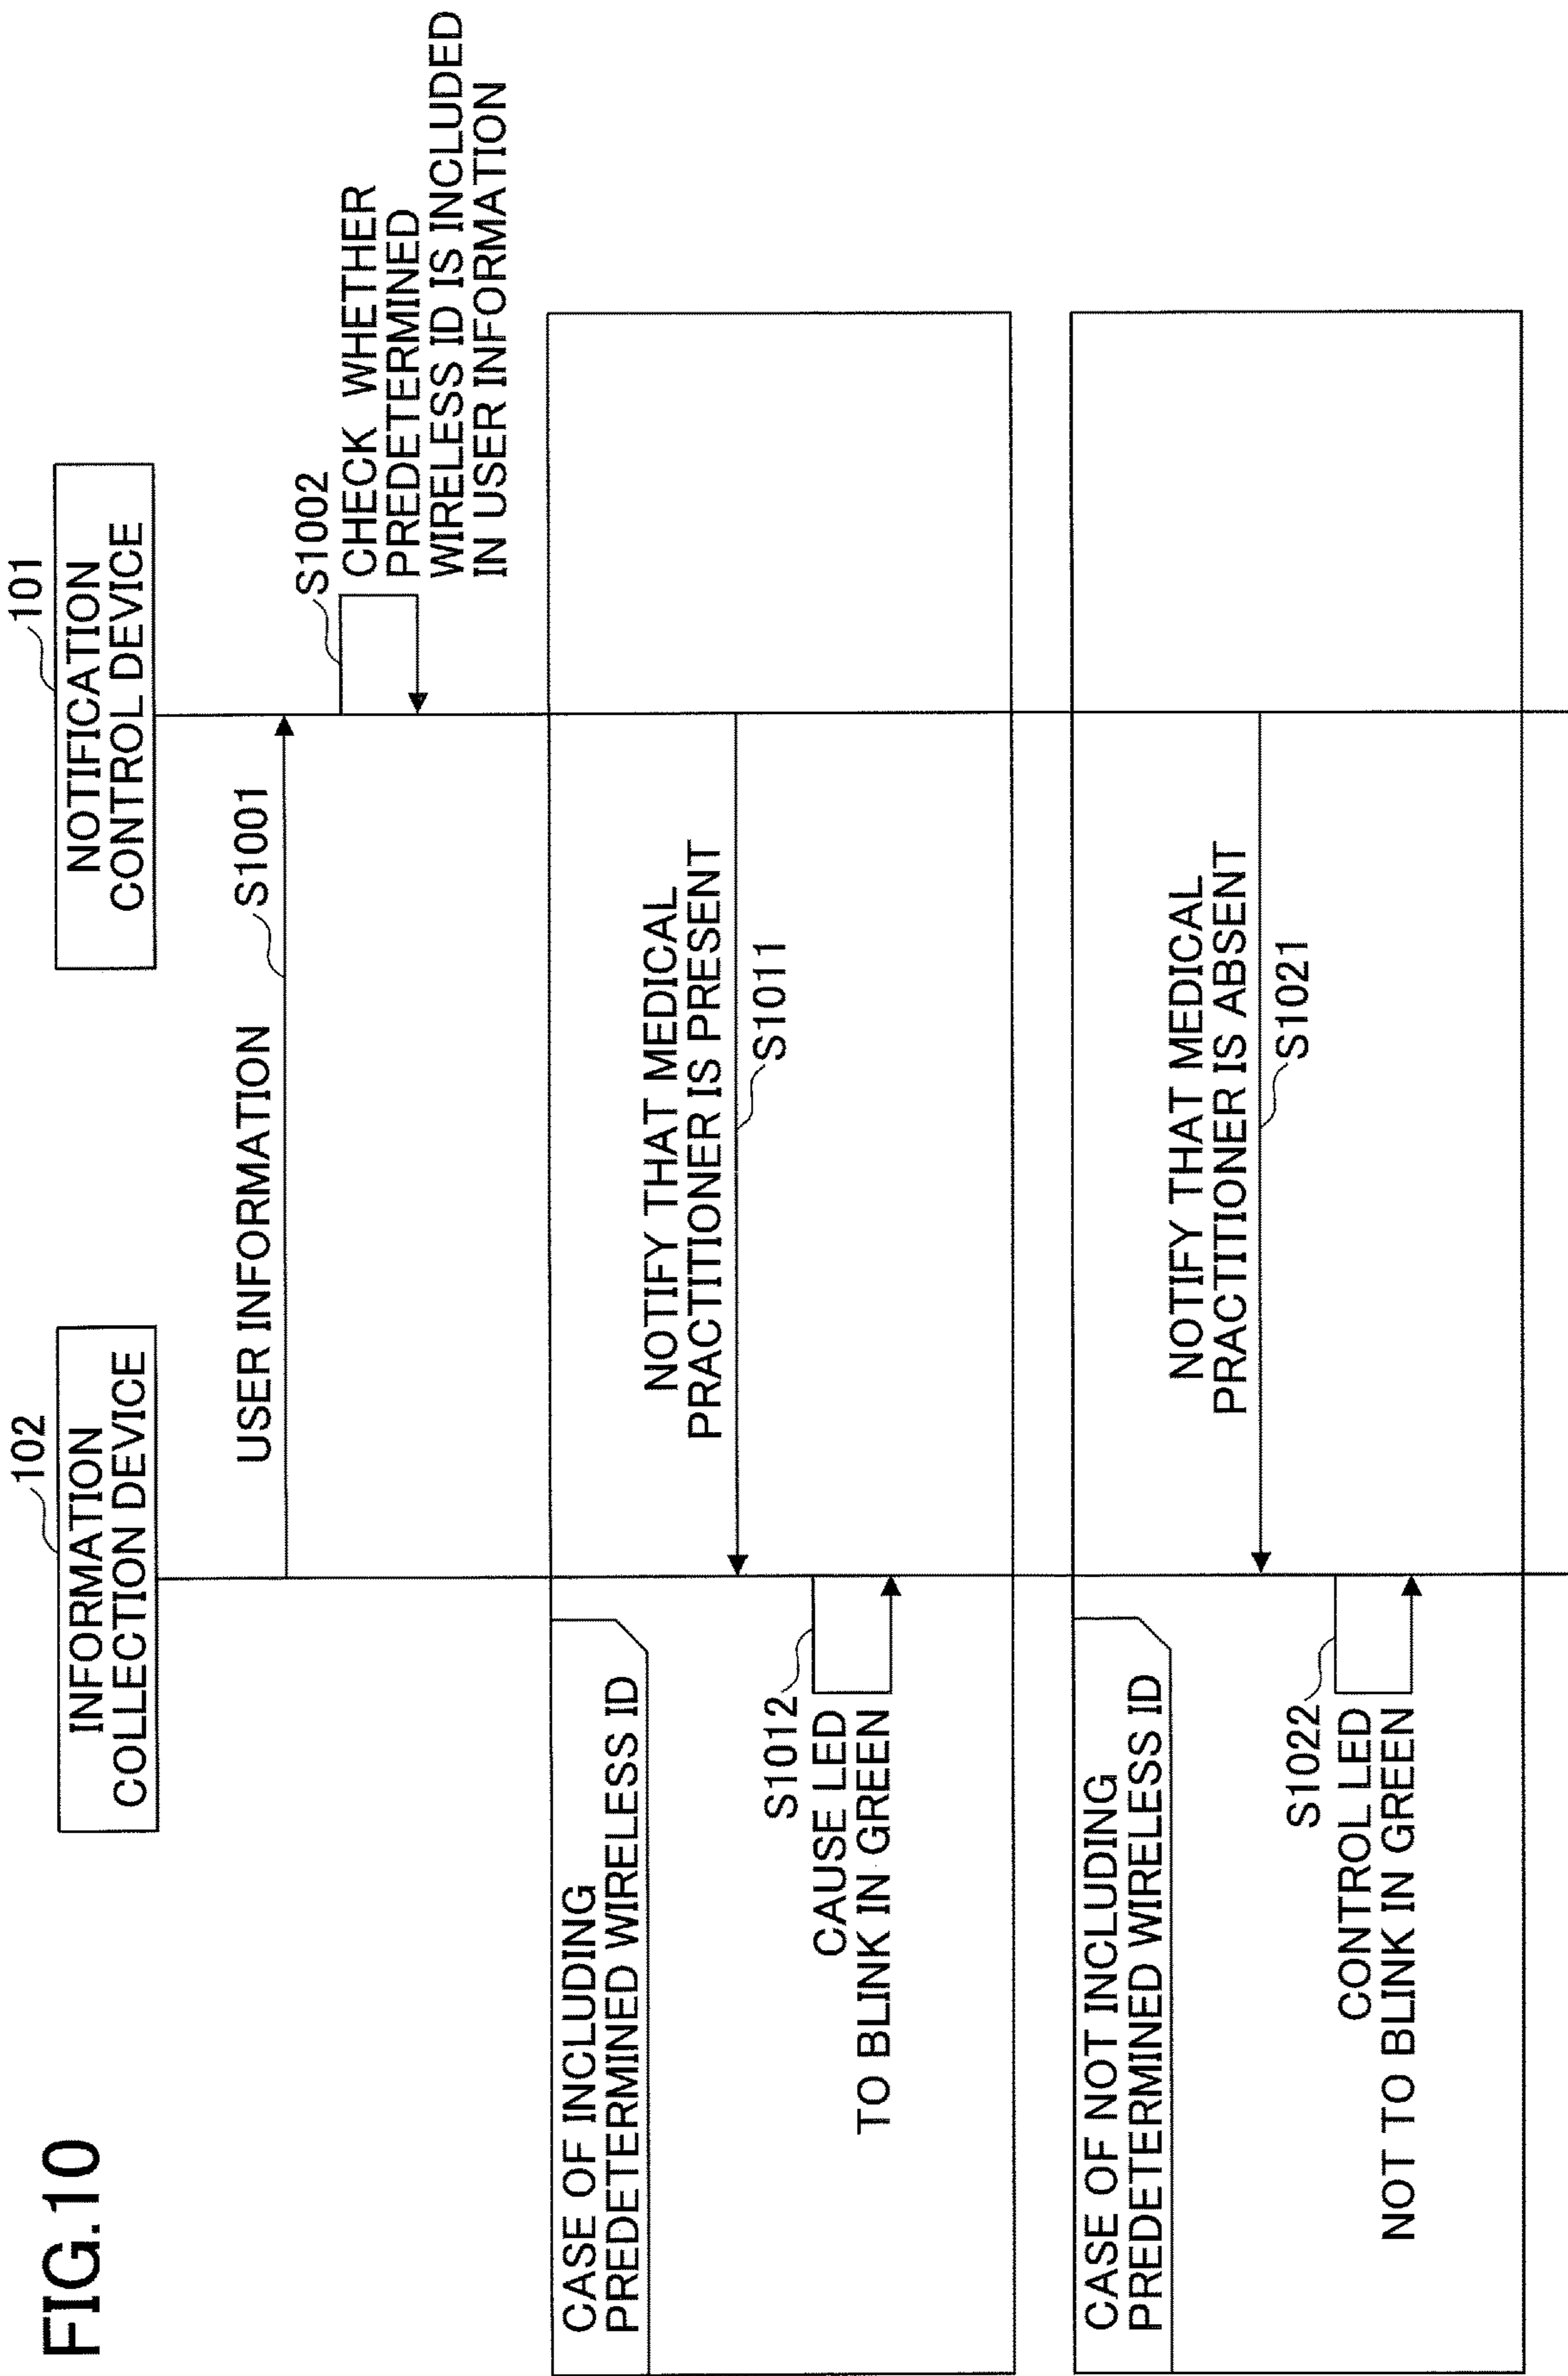 FIG.10
102
INFORMATION
COLLECTION DEVICE
101
NOTIFICATION
CONTROL DEVICE
USER INFORMATION
S1001
S1002
CHECK WHETHER
PREDETERMINED
WIRELESS ID IS INCLUDED
IN USER INFORMATION
CASE OF INCLUDING
PREDETERMINED WIRELESS ID
NOTIFY THAT MEDICAL
PRACTITIONER IS PRESENT
S1011
S1012
CAUSE LED
TO BLINK IN GREEN
CASE OF NOT INCLUDING
PREDETERMINED WIRELESS ID
NOTIFY THAT MEDICAL
PRACTITIONER IS ABSENT
S1021
S1022
CONTROL LED
NOT TO BLINK IN GREEN